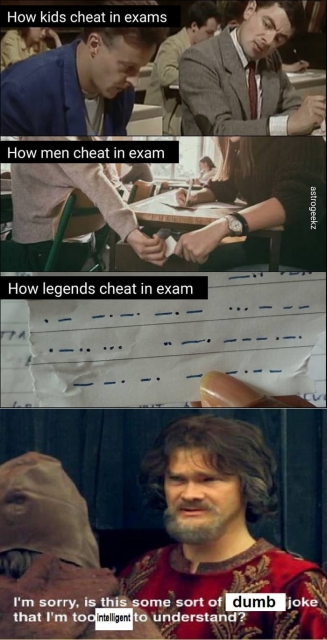 How kids cheat in exams
How men cheat in exam
astrogeekz
How legends cheat in exam
I'm sorry, is this some sort of dumb joke
that I'm too intelligent to understand?